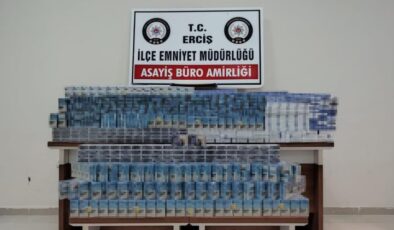 T.C.
ERCİŞ
İLÇE EMNİYET MÜDÜRLÜĞÜ
ASAYİŞ BÜRO AMİRLİĞİ